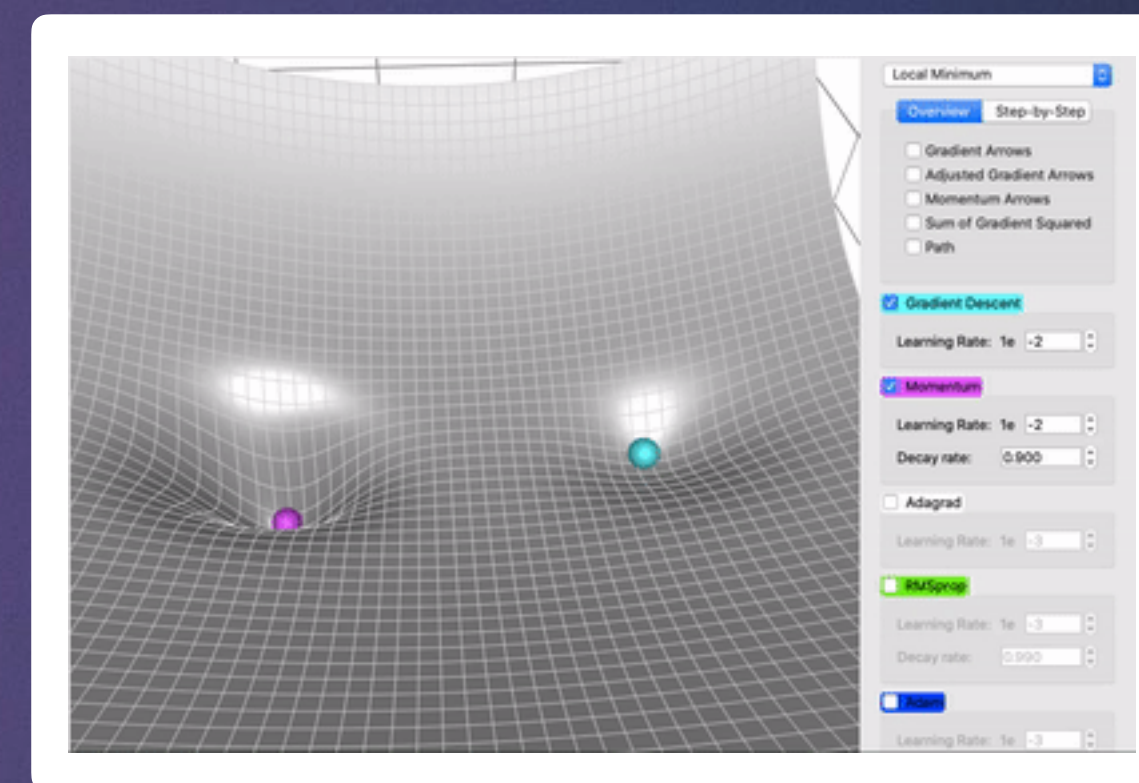 Local Minimum
Overview Step-by-Step
Gradient Arrows
Adjusted Gradient Arrows
Momentum Arrows
Sum of Gradient Squared
Path
Gradient Descent
Learning Rate: 1e -2
Momentum
Learning Rate: 1e -2
Decay rate: 0.900
Adagrad
Learning Rate: 1e -3
RMSprop
Learning Rate: 1e -3
Decay rate: 0.990
Adam
Learning Rate: 1e -3